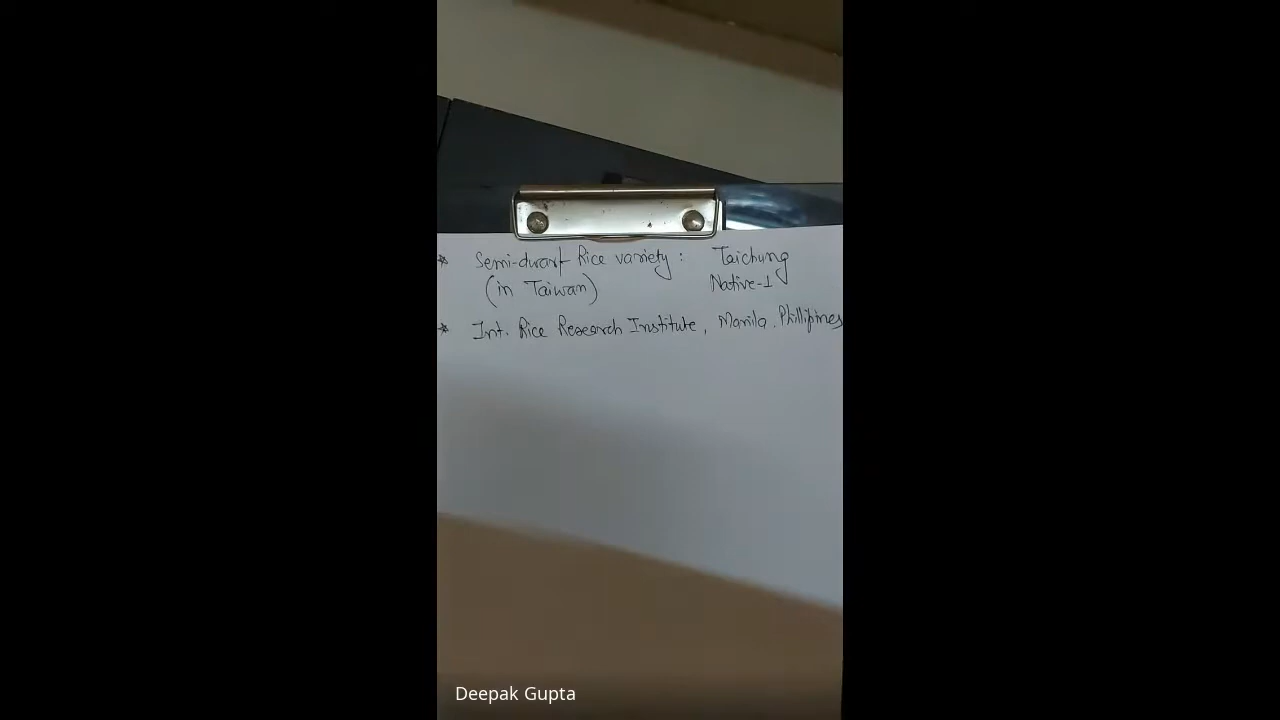 * Semi-dwarf Rice variety : Taichung
(in Taiwan) Native-1
* Int. Rice Research Institute, Manila, Phillipines
Deepak Gupta